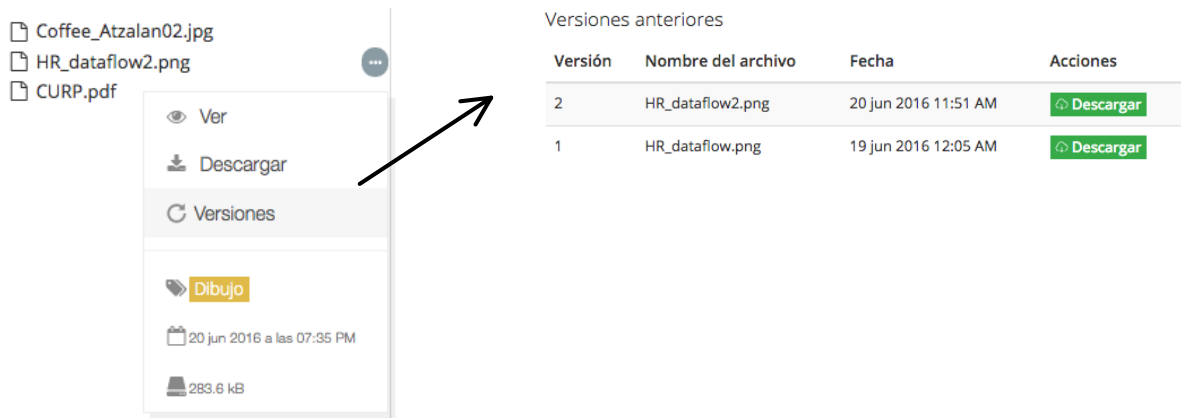 Coffee_Atzalan02.jpg
HR_dataflow2.png
CURP.pdf
Ver
Descargar
Versiones
Dibujo
20 jun 2016 a las 07:35 PM
283.6 kB
Versiones anteriores
Versión Nombre del archivo Fecha Acciones
2 HR_dataflow2.png 20 jun 2016 11:51 AM Descargar
1 HR_dataflow.png 19 jun 2016 12:05 AM Descargar